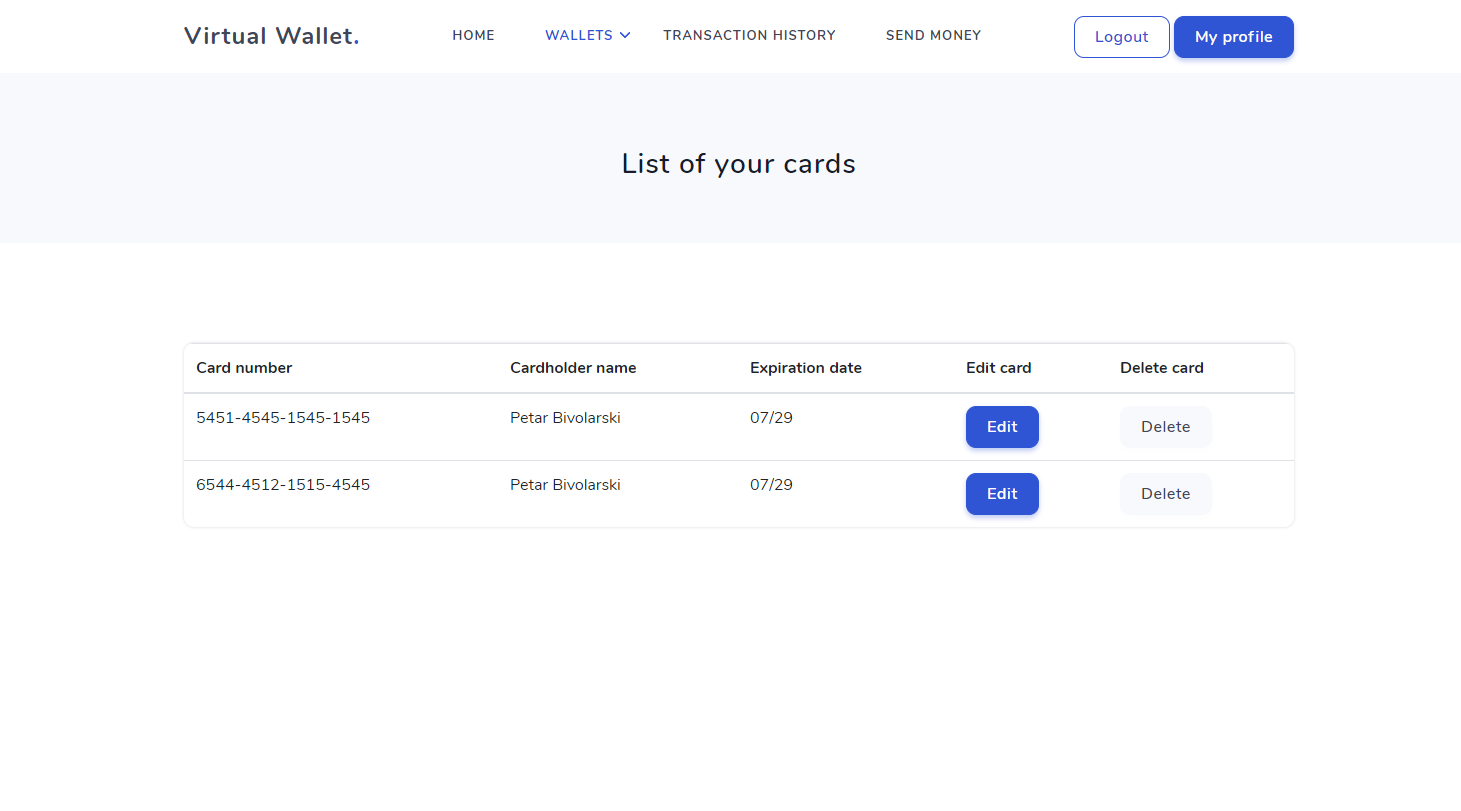 Virtual Wallet. HOME WALLETS TRANSACTION HISTORY SEND MONEY Logout My profile
List of your cards
Card number Cardholder name Expiration date Edit card Delete card
5451-4545-1545-1545 Petar Bivolarski 07/29 Edit Delete
6544-4512-1515-4545 Petar Bivolarski 07/29 Edit Delete